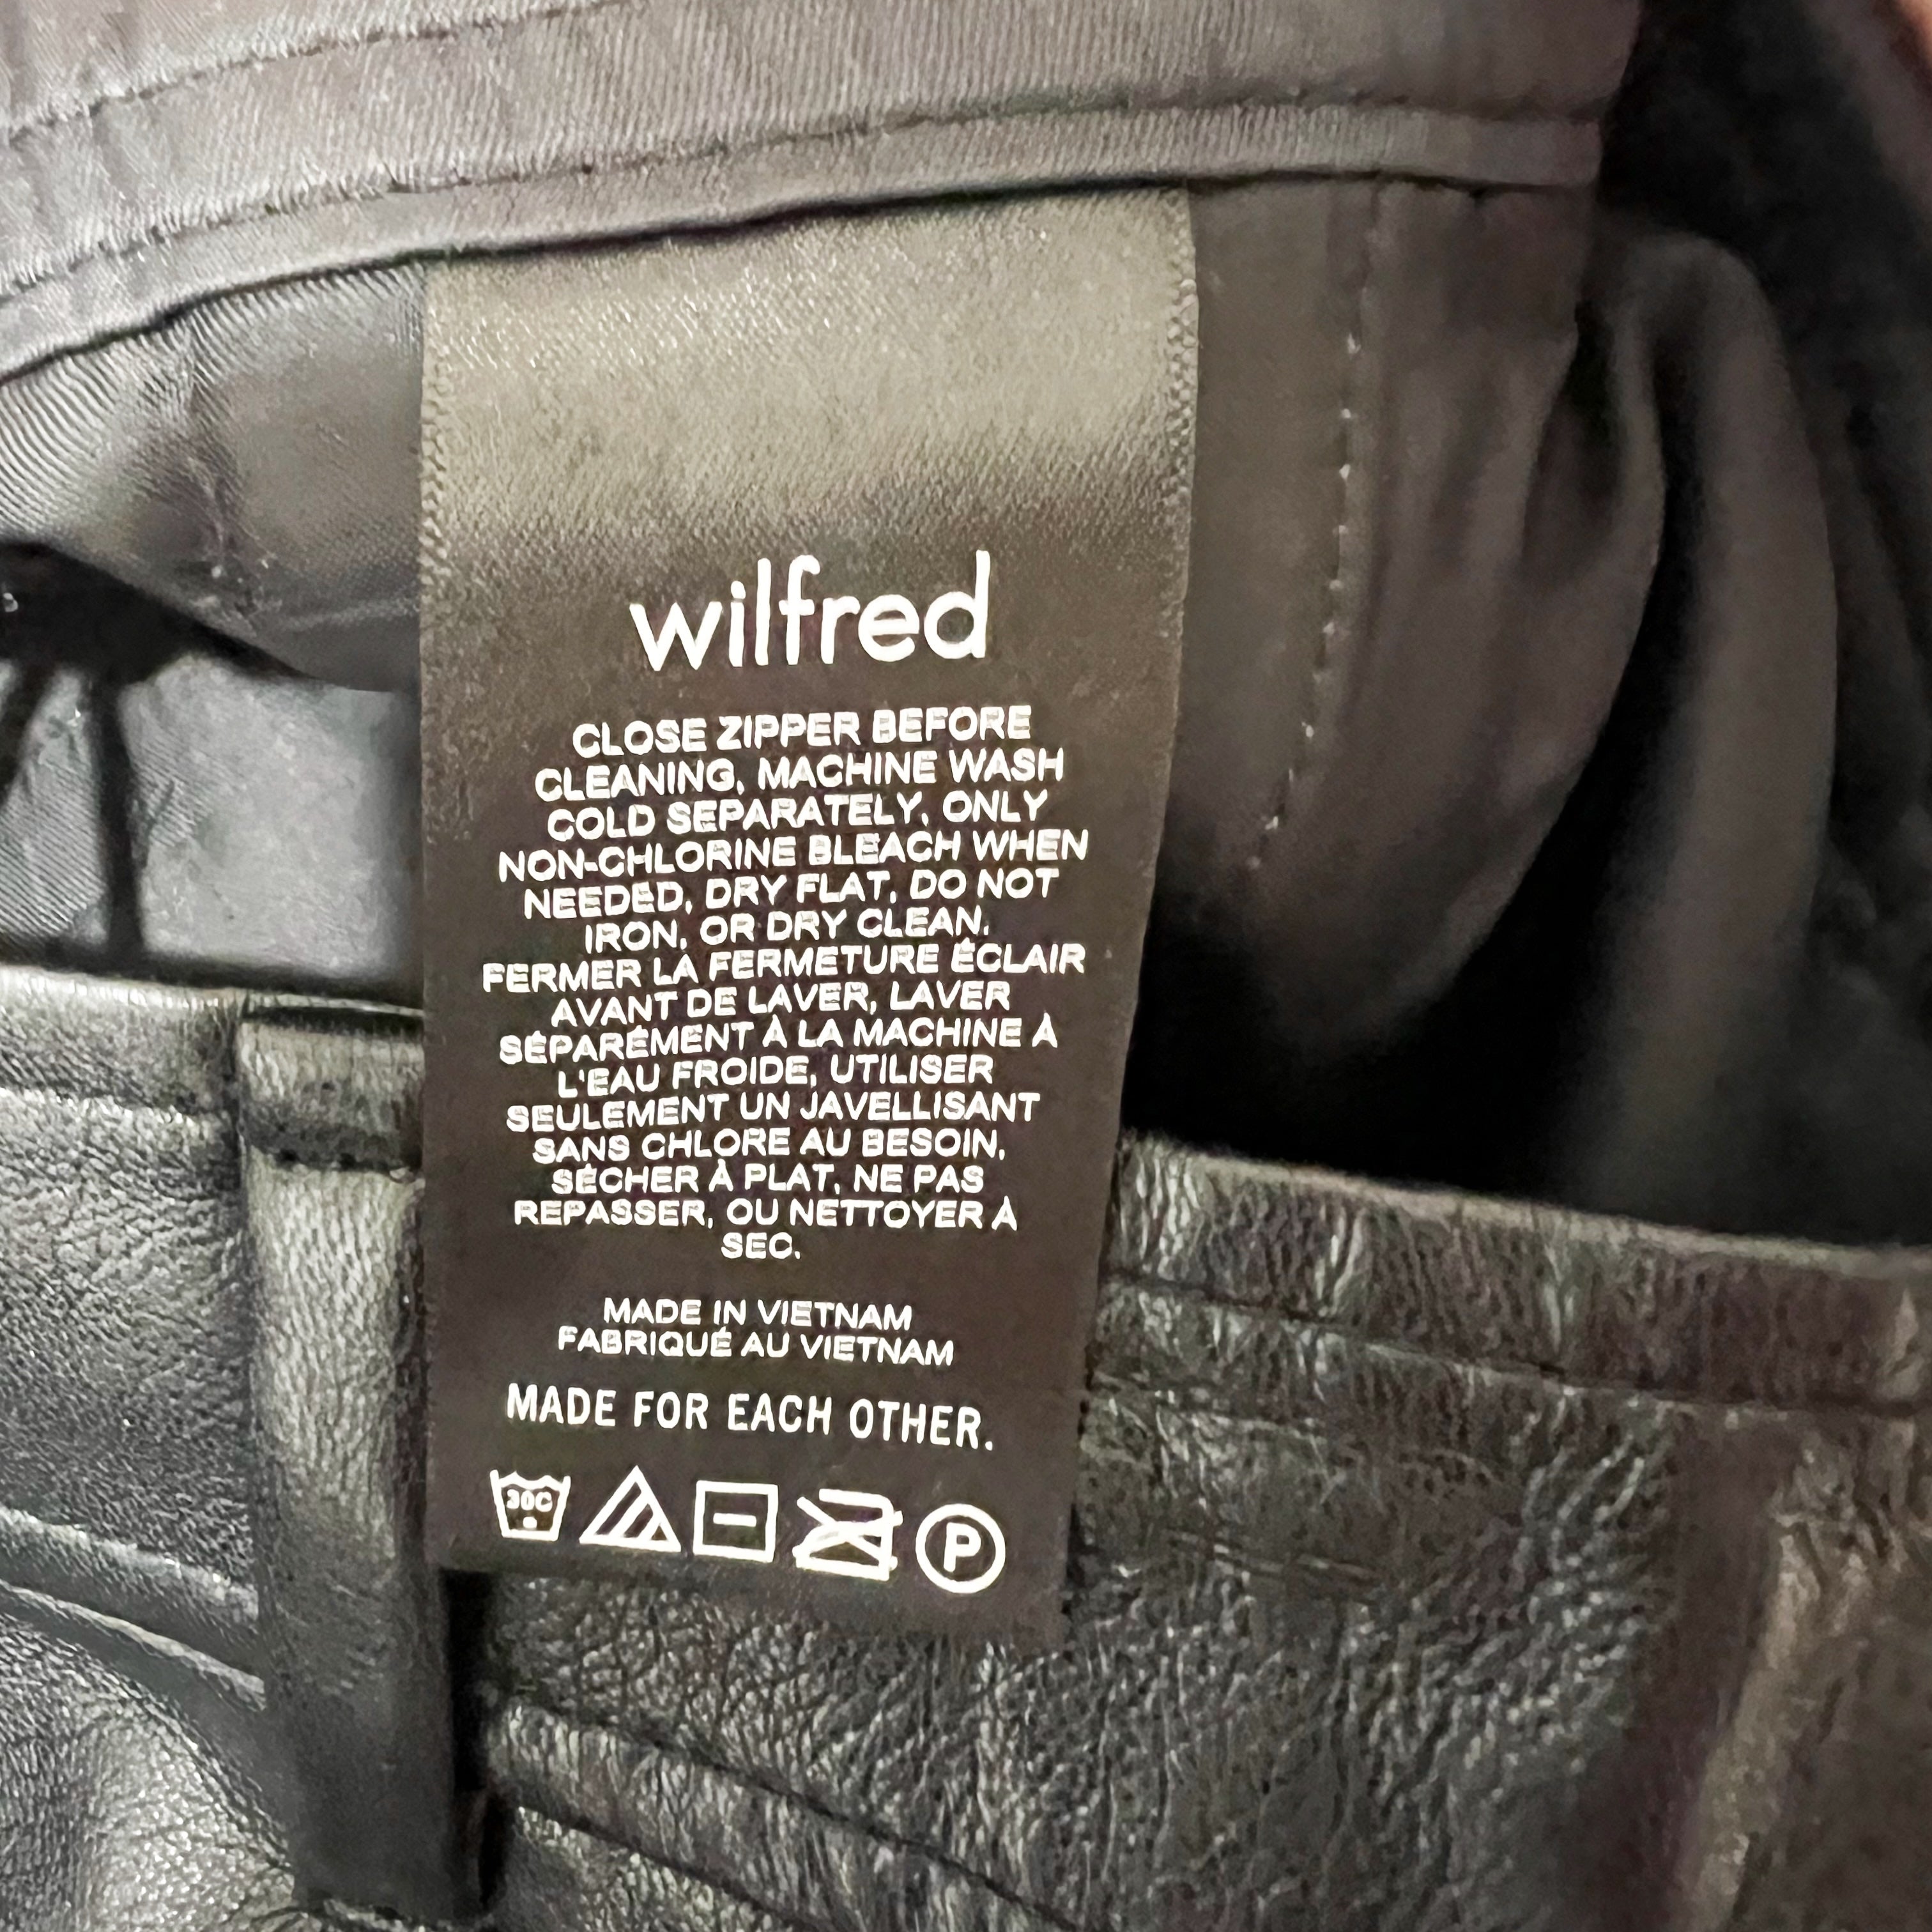 wilfred
CLOSE ZIPPER BEFORE
CLEANING, MACHINE WASH
COLD SEPARATELY, ONLY
NON-CHLORINE BLEACH WHEN
NEEDED, DRY FLAT, DO NOT
IRON, OR DRY CLEAN.
FERMER LA FERMETURE ÉCLAIR
AVANT DE LAVER, LAVER
SÉPARÉMENT À LA MACHINE À
L'EAU FROIDE, UTILISER
SEULEMENT UN JAVELLISANT
SANS CHLORE AU BESOIN,
SÉCHER À PLAT, NE PAS
REPASSER, OU NETTOYER À
SEC.
MADE IN VIETNAM
FABRIQUÉ AU VIETNAM
MADE FOR EACH OTHER.
30C P